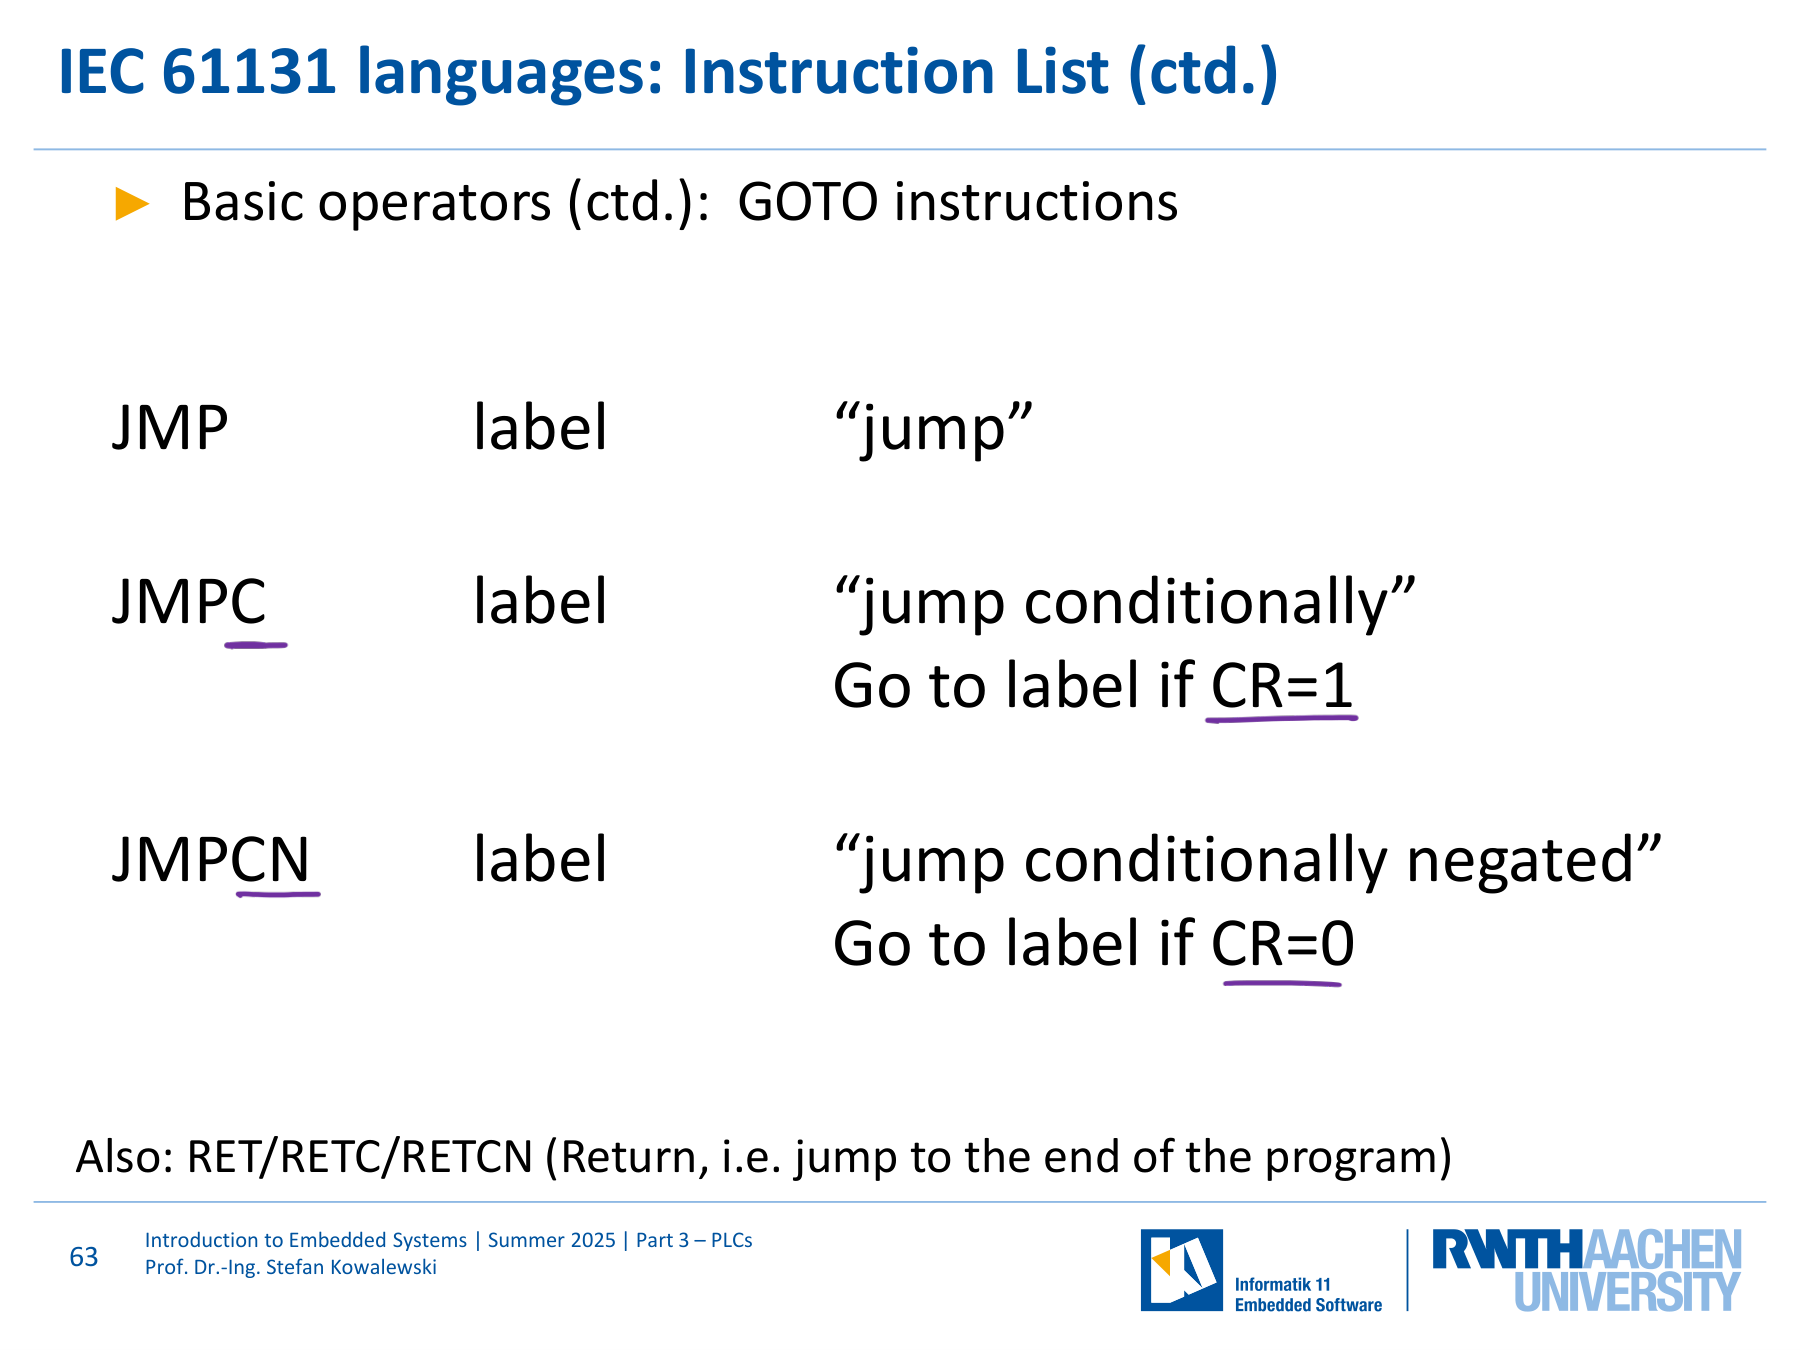 IEC 61131 languages: Instruction List (ctd.)
► Basic operators (ctd.): GOTO instructions
JMP label “jump”
JMPC label “jump conditionally”
Go to label if CR=1
JMPCN label “jump conditionally negated”
Go to label if CR=0
Also: RET/RETC/RETCN (Return, i.e. jump to the end of the program)
63
Introduction to Embedded Systems | Summer 2025 | Part 3 – PLCs
Prof. Dr.-Ing. Stefan Kowalewski
Informatik 11
Embedded Software
RWTH AACHEN
UNIVERSITY